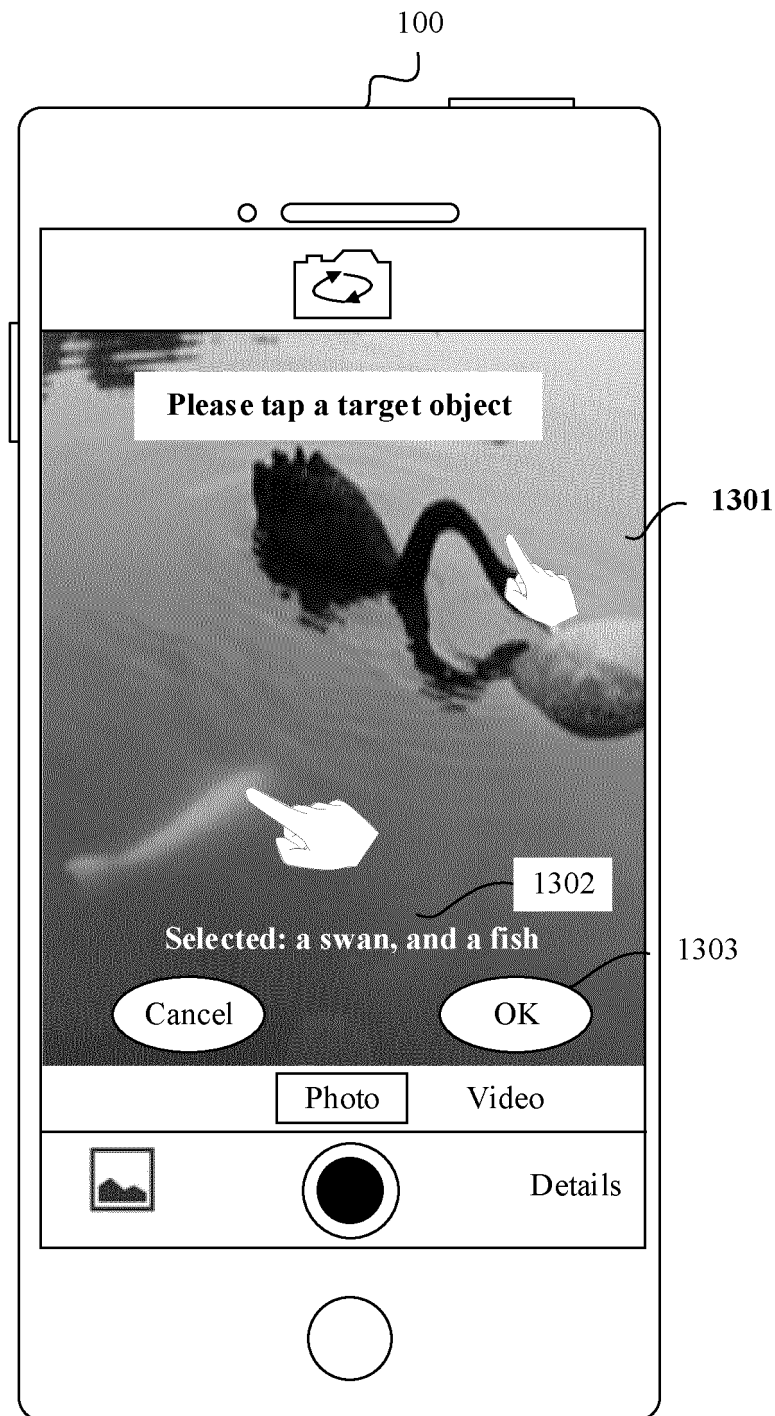 100
Please tap a target object
1301
1302
Selected: a swan, and a fish
1303
Cancel
OK
Photo
Video
Details